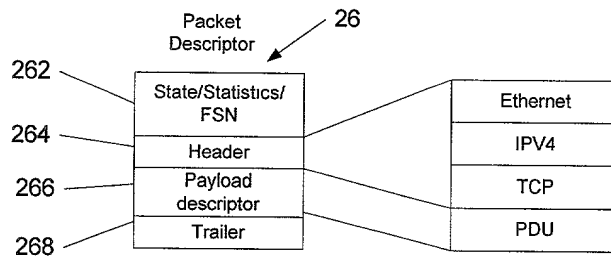 Packet
Descriptor
26
262
State/Statistics/
FSN
264
Header
266
Payload
descriptor
268
Trailer
Ethernet
IPV4
TCP
PDU